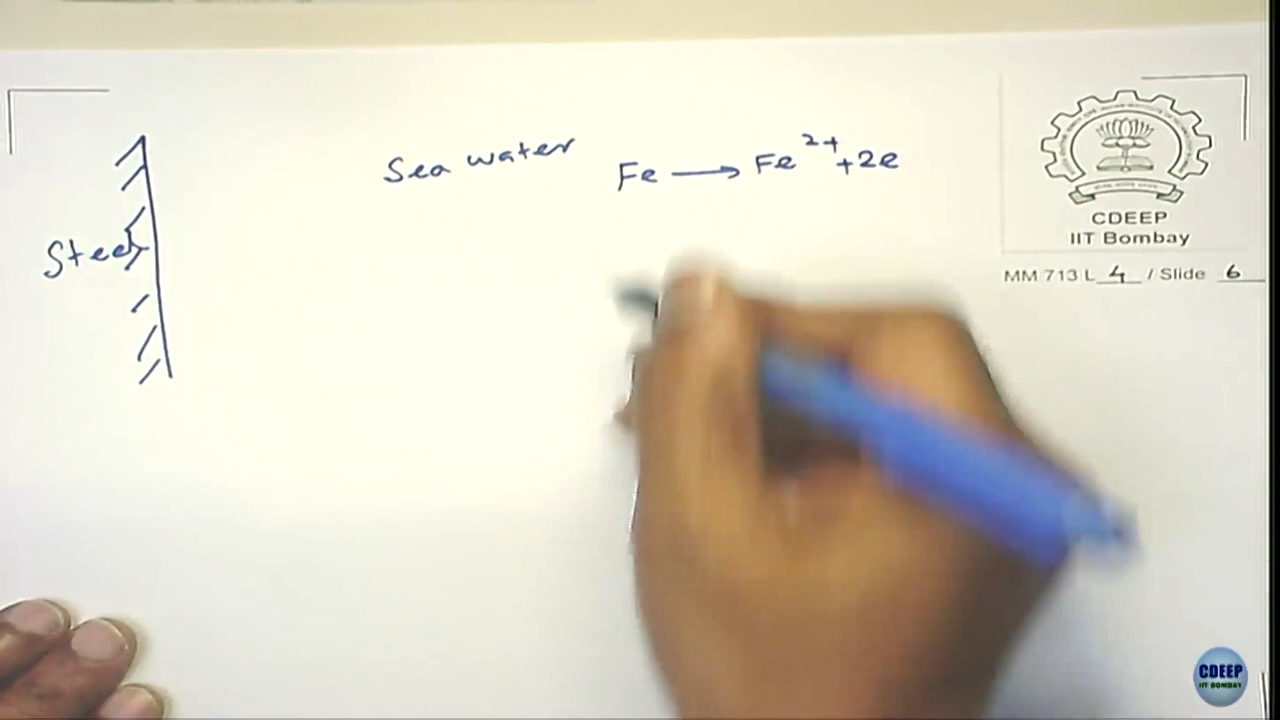 Sea water
Fe → Fe²⁺+2e
Steel
CDEEP
IIT Bombay
MM 713 L 4 / Slide 6
CDEEP
IIT BOMBAY